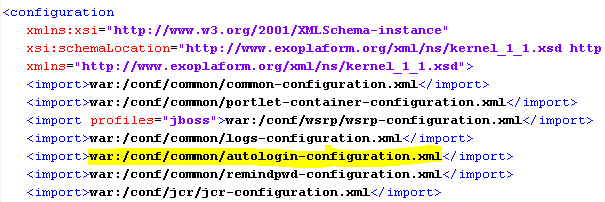 <configuration
xmlns:xsi="http://www.w3.org/2001/XMLSchema-instance"
xsi:schemaLocation="http://www.exoplaform.org/xml/ns/kernel_1_1.xsd http
xmlns="http://www.exoplaform.org/xml/ns/kernel_1_1.xsd">
<import>war:/conf/common/common-configuration.xml</import>
<import>war:/conf/common/portlet-container-configuration.xml</import>
<import profiles="jboss">war:/conf/wsrp/wsrp-configuration.xml</import>
<import>war:/conf/common/logs-configuration.xml</import>
<import>war:/conf/common/autologin-configuration.xml</import>
<import>war:/conf/common/remindpwd-configuration.xml</import>
<import>war:/conf/jcr/jcr-configuration.xml</import>